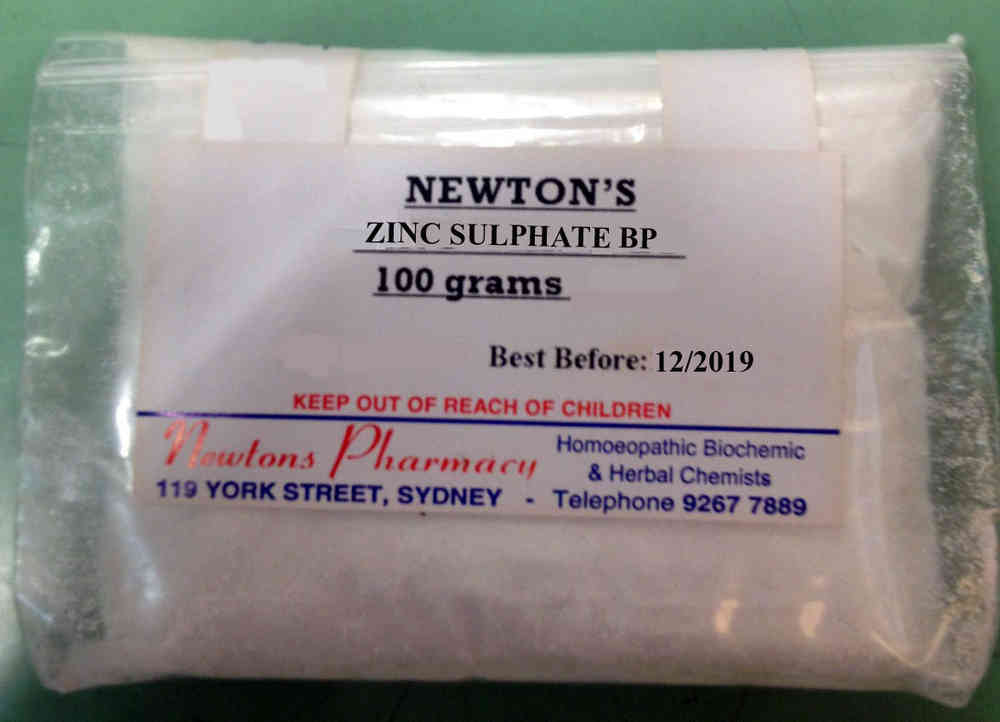 NEWTON'S
ZINC SULPHATE BP
100 grams
Best Before: 12/2019
KEEP OUT OF REACH OF CHILDREN
Newtons Pharmacy
Homoeopathic Biochemic
& Herbal Chemists
119 YORK STREET, SYDNEY - Telephone 9267 7889